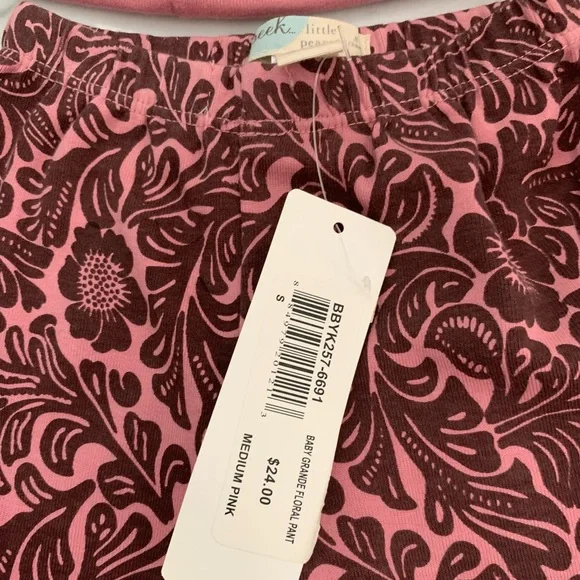 peek...
little
BBYK257-6691
S
BABY GRANDE FLORAL PANT
$24.00
MEDIUM PINK